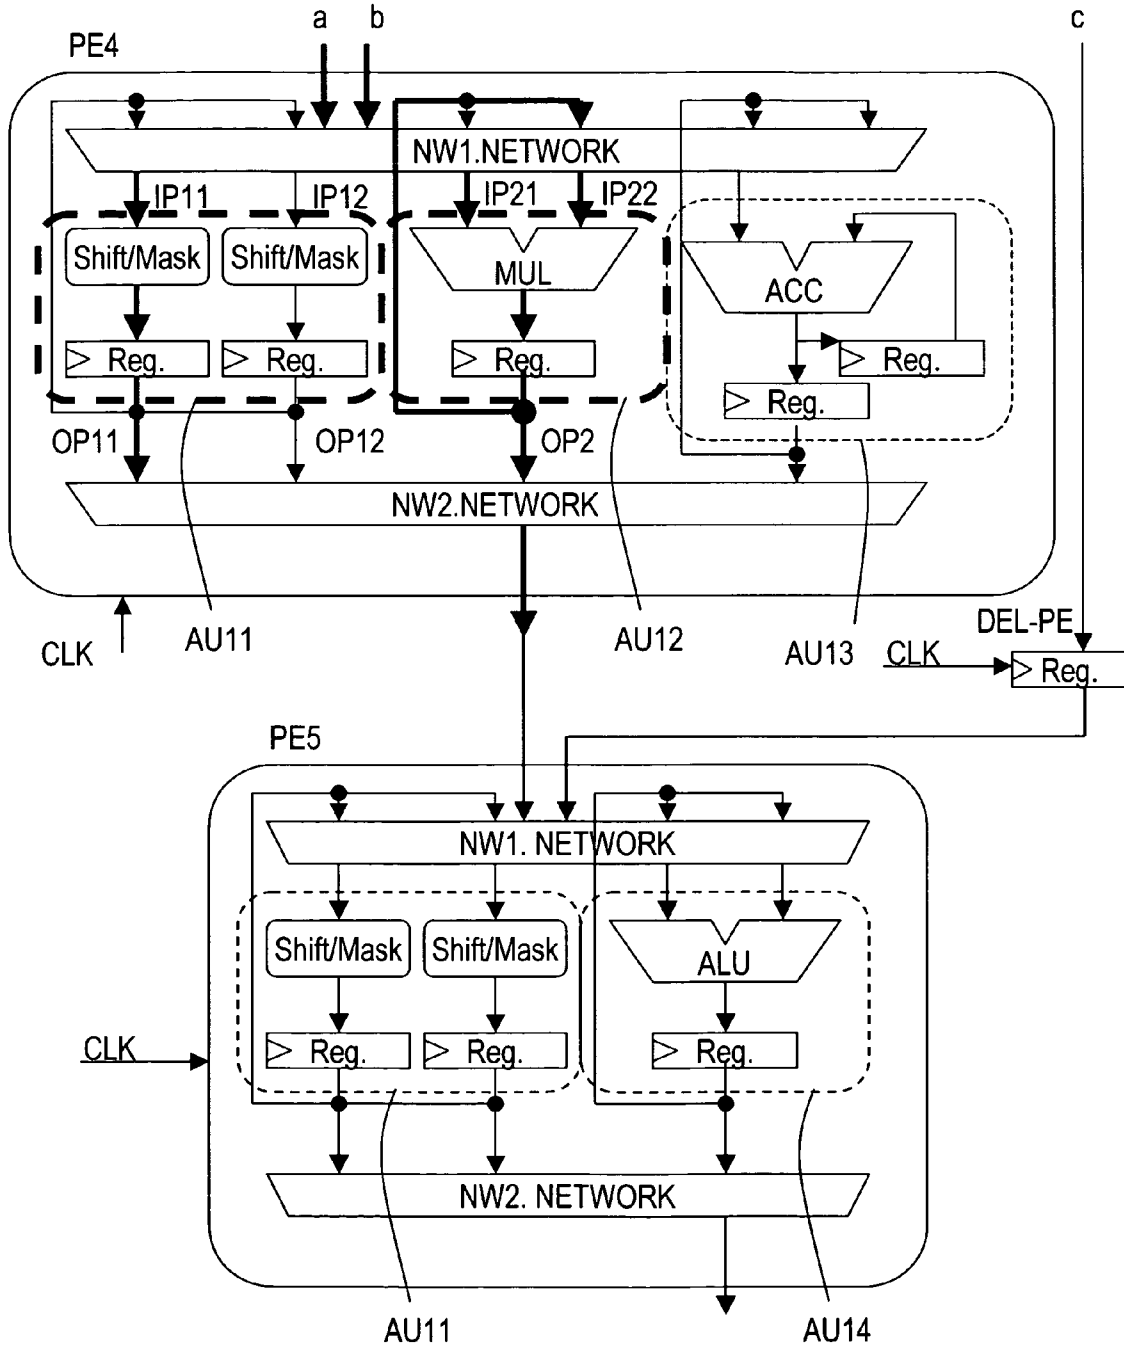 a b c
PE4
NW1.NETWORK
IP11 IP12 IP21 IP22
Shift/Mask Shift/Mask MUL ACC
Reg. Reg. Reg. Reg.
Reg.
OP11 OP12 OP2
NW2.NETWORK
CLK AU11 AU12 AU13 DEL-PE
CLK Reg.
PE5
NW1. NETWORK
Shift/Mask Shift/Mask ALU
CLK Reg. Reg. Reg.
NW2. NETWORK
AU11 AU14